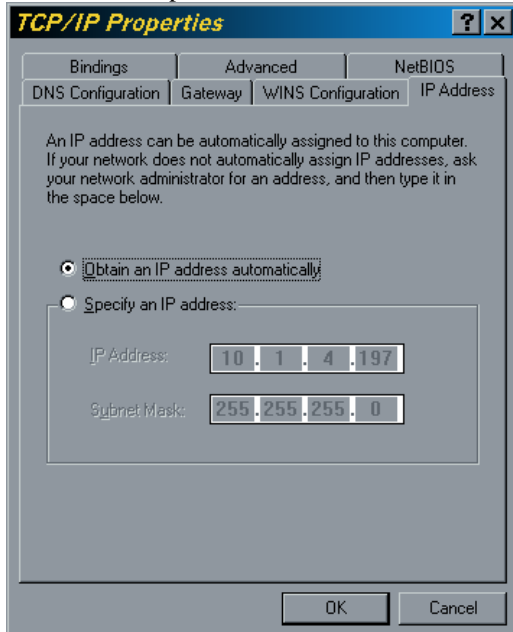 TCP/IP Properties
? ×
Bindings Advanced NetBIOS
DNS Configuration Gateway WINS Configuration IP Address
An IP address can be automatically assigned to this computer.
If your network does not automatically assign IP addresses, ask
your network administrator for an address, and then type it in
the space below.
Obtain an IP address automatically
Specify an IP address:
IP Address: 10 . 1 . 4 . 197
Subnet Mask: 255 . 255 . 255 . 0
OK Cancel